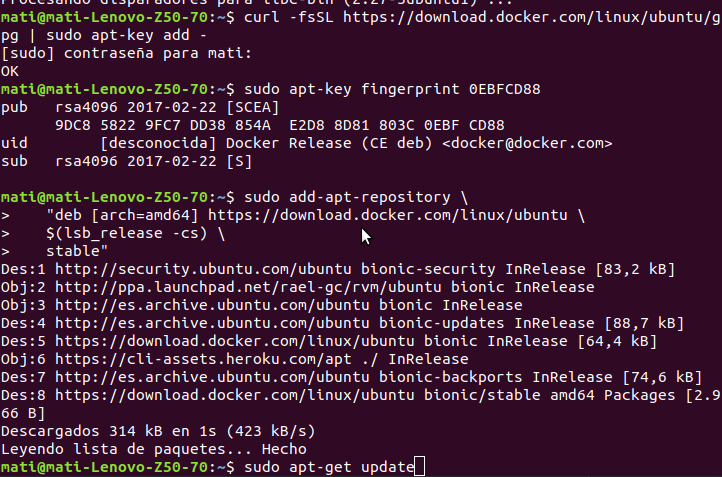 Procesando disparadores para libc-bin (2.27-3ubuntu1) ...
mati@mati-Lenovo-Z50-70:~$ curl -fsSL https://download.docker.com/linux/ubuntu/g
pg | sudo apt-key add -
[sudo] contraseña para mati:
OK
mati@mati-Lenovo-Z50-70:~$ sudo apt-key fingerprint 0EBFCD88
pub   rsa4096 2017-02-22 [SCEA]
      9DC8 5822 9FC7 DD38 854A  E2D8 8D81 803C 0EBF CD88
uid        [desconocida] Docker Release (CE deb) <docker@docker.com>
sub   rsa4096 2017-02-22 [S]
mati@mati-Lenovo-Z50-70:~$ sudo add-apt-repository \
>    "deb [arch=amd64] https://download.docker.com/linux/ubuntu \
>    $(lsb_release -cs) \
>    stable"
Des:1 http://security.ubuntu.com/ubuntu bionic-security InRelease [83,2 kB]
Obj:2 http://ppa.launchpad.net/rael-gc/rvm/ubuntu bionic InRelease
Obj:3 http://es.archive.ubuntu.com/ubuntu bionic InRelease
Des:4 http://es.archive.ubuntu.com/ubuntu bionic-updates InRelease [88,7 kB]
Des:5 https://download.docker.com/linux/ubuntu bionic InRelease [64,4 kB]
Obj:6 https://cli-assets.heroku.com/apt ./ InRelease
Des:7 http://es.archive.ubuntu.com/ubuntu bionic-backports InRelease [74,6 kB]
Des:8 https://download.docker.com/linux/ubuntu bionic/stable amd64 Packages [2.9
66 B]
Descargados 314 kB en 1s (423 kB/s)
Leyendo lista de paquetes... Hecho
mati@mati-Lenovo-Z50-70:~$ sudo apt-get update